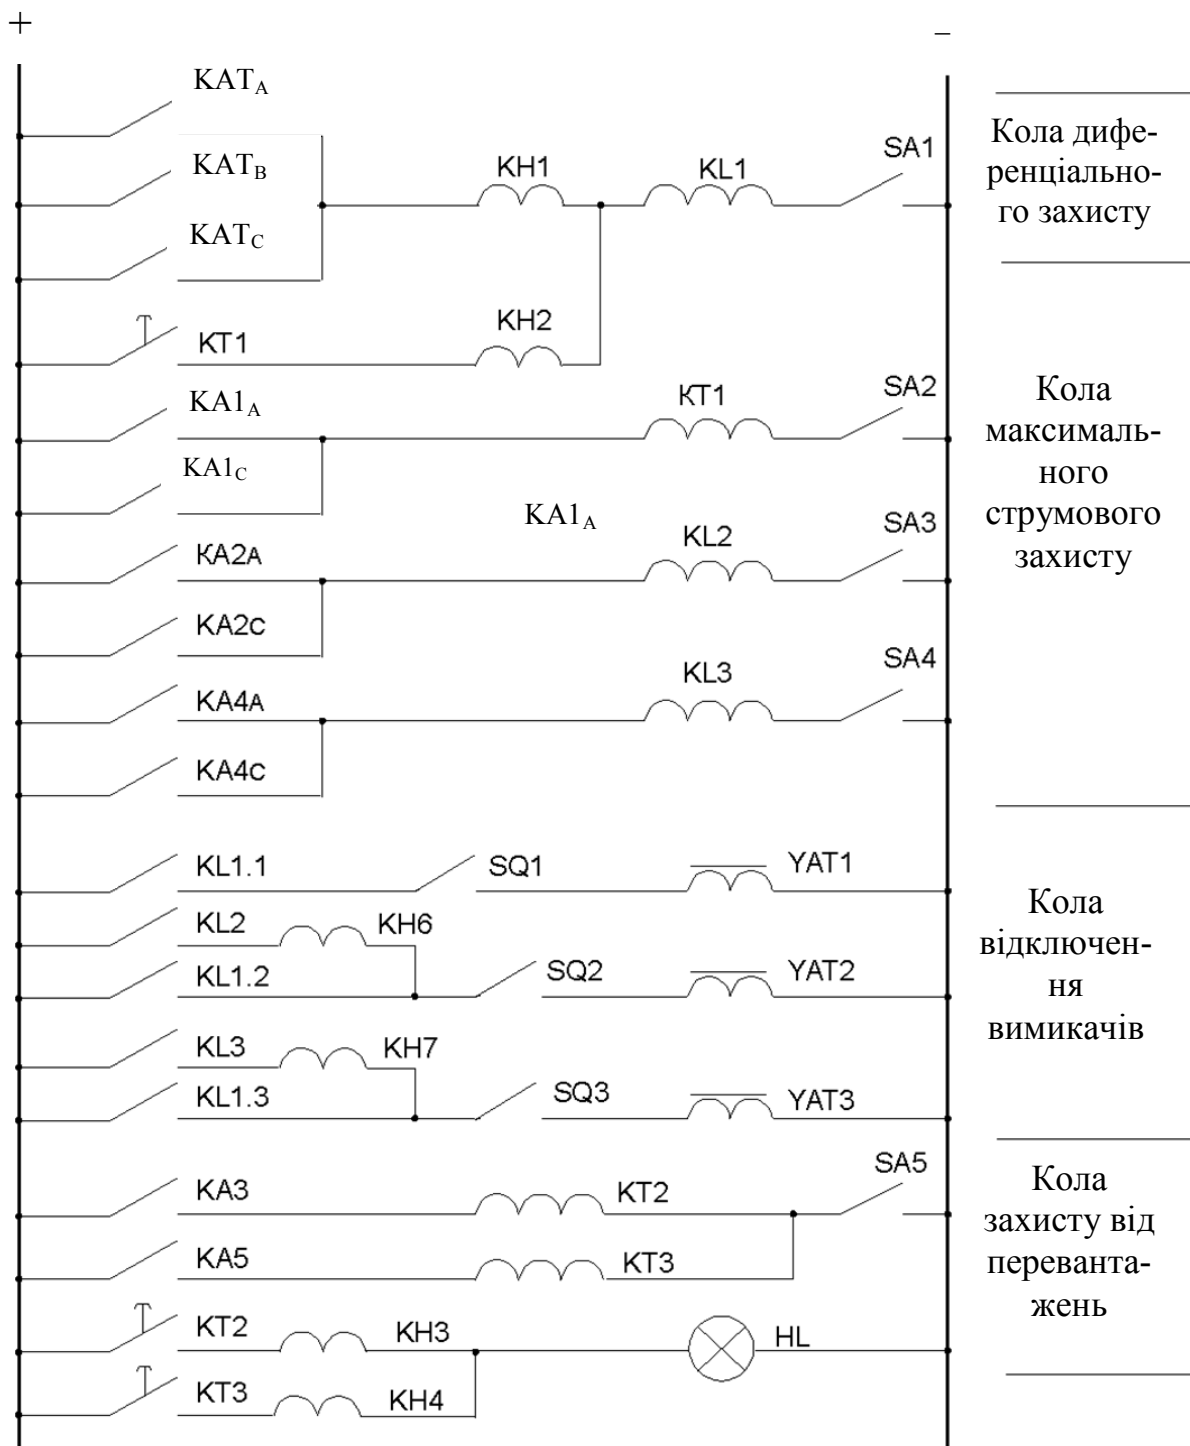 +
–
KAT_A
SA1
KH1
KL1
KAT_B
KAT_C
Кола дифе-
ренціально-
го захисту
KH2
KT1
KA1_A
KT1
SA2
KA1_C
KA1_A
SA3
KA2A
KL2
KA2C
SA4
KA4A
KL3
KA4C
Кола
максималь-
ного
струмового
захисту
KL1.1
SQ1
YAT1
KL2
KH6
KL1.2
SQ2
YAT2
KL3
KH7
KL1.3
SQ3
YAT3
Кола
відключен-
ня
вимикачів
SA5
KA3
KT2
KA5
KT3
KT2
KH3
HL
KT3
KH4
Кола
захисту від
переванта-
жень